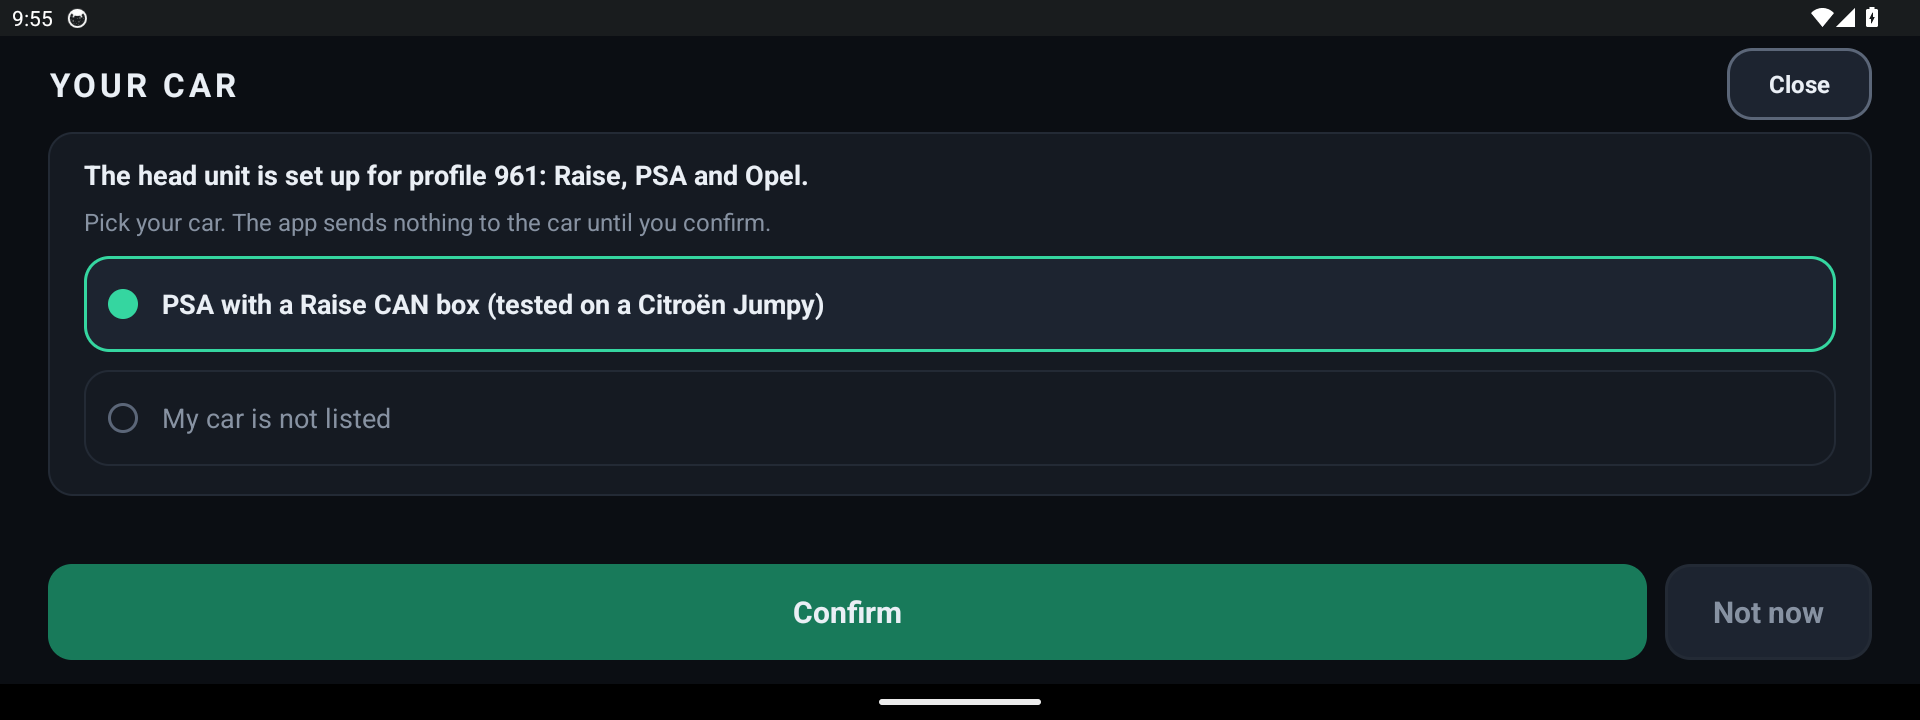 9:55
YOUR CAR
Close
The head unit is set up for profile 961: Raise, PSA and Opel.
Pick your car. The app sends nothing to the car until you confirm.
PSA with a Raise CAN box (tested on a Citroën Jumpy)
My car is not listed
Confirm
Not now